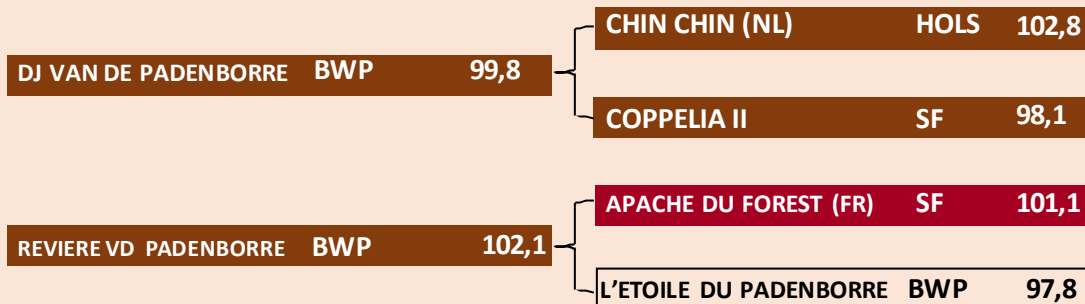 CHIN CHIN (NL) HOLS 102,8
DJ VAN DE PADENBORRE BWP 99,8
COPPELIA II SF 98,1
APACHE DU FOREST (FR) SF 101,1
REVIERE VD PADENBORRE BWP 102,1
L'ETOILE DU PADENBORRE BWP 97,8